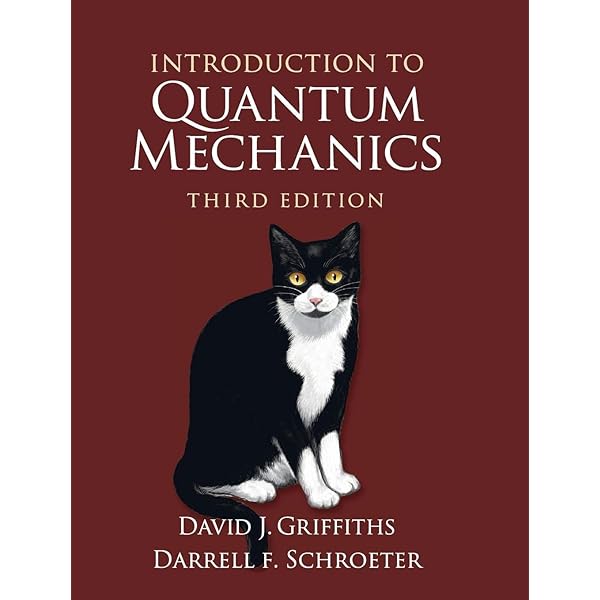 INTRODUCTION TO
QUANTUM
MECHANICS
THIRD EDITION
DAVID J. GRIFFITHS
DARRELL F. SCHROETER